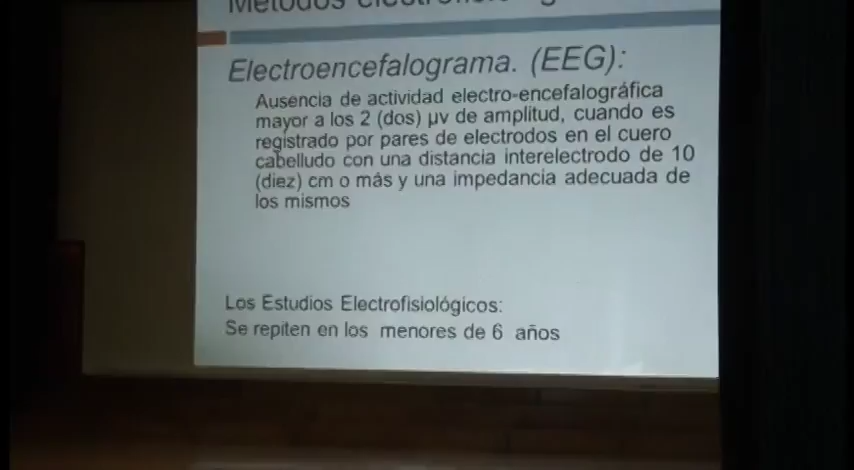 Electroencefalograma. (EEG):
Ausencia de actividad electro-encefalográfica
mayor a los 2 (dos) µv de amplitud, cuando es
registrado por pares de electrodos en el cuero
cabelludo con una distancia interelectrodo de 10
(diez) cm o más y una impedancia adecuada de
los mismos
Los Estudios Electrofisiológicos:
Se repiten en los menores de 6 años